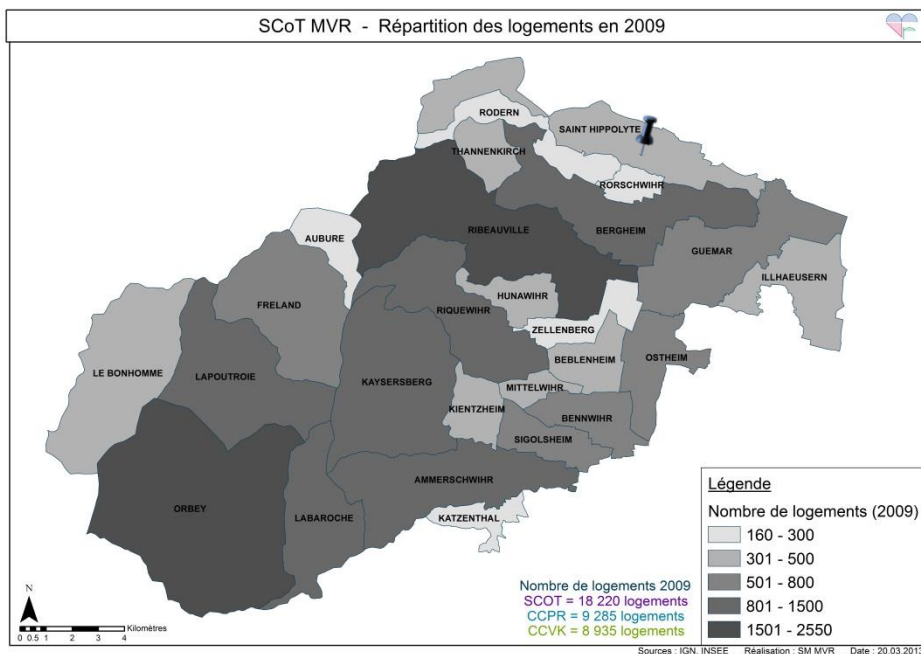 SCoT MVR - Répartition des logements en 2009
RODERN
SAINT HIPPOLYTE
THANNENKIRCH
RORSCHWIHR
AUBURE
RIBEAUVILLE
BERGHEIM
GUEMAR
ILLHAEUSERN
FRELAND
HUNAWIHR
RIQUEWIHR
ZELLENBERG
BEBLENHEIM
OSTHEIM
LE BONHOMME
LAPOUTROIE
KAYSERSBERG
MITTELWIHR
KIENTZHEIM
BENNWIHR
SIGOLSHEIM
AMMERSCHWIHR
ORBEY
LABAROCHE
KATZENTHAL
Légende
Nombre de logements (2009)
160 - 300
301 - 500
501 - 800
801 - 1500
1501 - 2550
Nombre de logements 2009
SCOT = 18 220 logements
CCPR = 9 285 logements
CCVK = 8 935 logements
N
Kilomètres
0 0.5 1 2 3 4
Sources : IGN, INSEE Réalisation : SM MVR Date : 20.03.2013